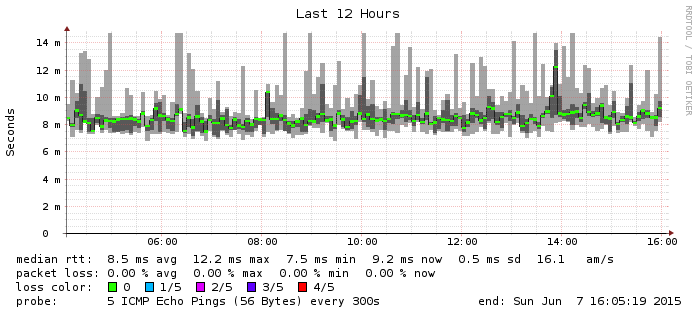 Last 12 Hours
RRDTOOL / TOBI OETIKER
Seconds
14 m
12 m
10 m
8 m
6 m
4 m
2 m
0
06:00 08:00 10:00 12:00 14:00 16:00
median rtt: 8.5 ms avg 12.2 ms max 7.5 ms min 9.2 ms now 0.5 ms sd 16.1 am/s
packet loss: 0.00 % avg 0.00 % max 0.00 % min 0.00 % now
loss color: 0 1/5 2/5 3/5 4/5
probe: 5 ICMP Echo Pings (56 Bytes) every 300s end: Sun Jun 7 16:05:19 2015